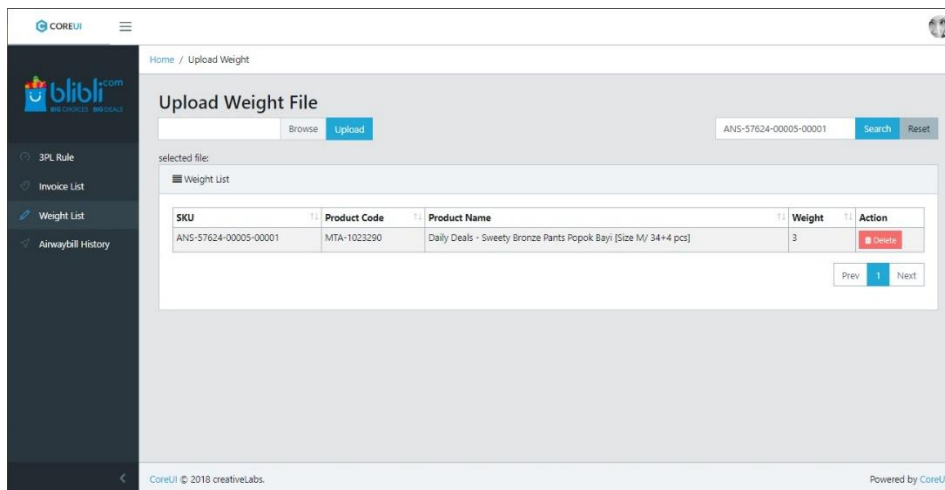 COREUI
Home / Upload Weight
blibli.com
BIG CHOICES BIG DEALS
3PL Rule
Invoice List
Weight List
Airwaybill History
Upload Weight File
Browse Upload
ANS-57624-00005-00001 Search Reset
selected file:
Weight List
SKU Product Code Product Name Weight Action
ANS-57624-00005-00001 MTA-1023290 Daily Deals - Sweety Bronze Pants Popok Bayi [Size M/ 34+4 pcs] 3 Delete
Prev 1 Next
CoreUI © 2018 creativeLabs.
Powered by CoreU